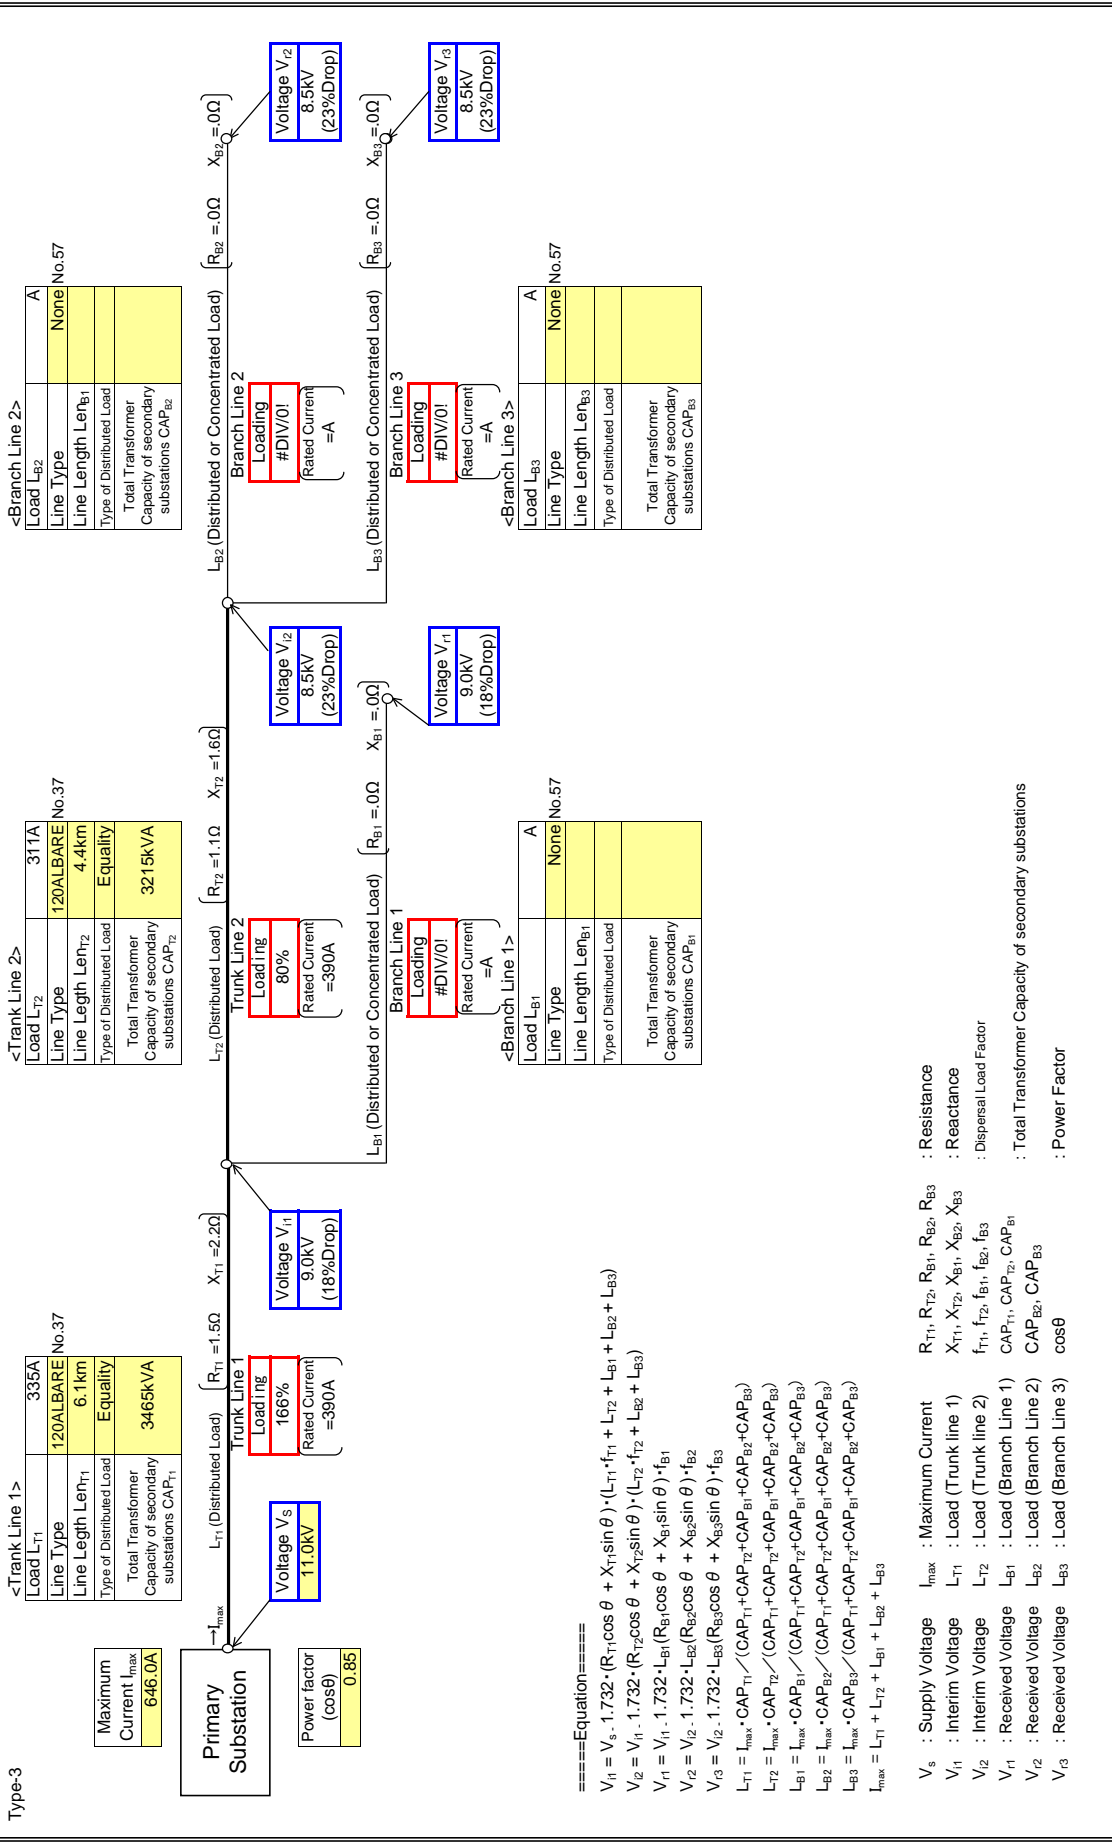 Type-3
Maximum
Current Imax
646.0A
Primary
Substation
→Imax
Power factor
(cosθ)
0.85
Voltage VS
11.0kV
<Trank Line 1>
Load LT1 335A
Line Type 120ALBARE No.37
Line Legth LenT1 6.1km
Type of Distributed Load Equality
Total Transformer
Capacity of secondary
substations CAPT1
3465kVA
LT1 (Distributed Load) RT1 =1.5Ω XT1 =2.2Ω
Trunk Line 1
Loading
166%
Rated Current
=390A
Voltage Vi1
9.0kV
(18%Drop)
<Trank Line 2>
Load LT2 311A
Line Type 120ALBARE No.37
Line Legth LenT2 4.4km
Type of Distributed Load Equality
Total Transformer
Capacity of secondary
substations CAPT2
3215kVA
LT2 (Distributed Load) RT2 =1.1Ω XT2 =1.6Ω
Trunk Line 2
Loading
80%
Rated Current
=390A
Voltage Vi2
8.5kV
(23%Drop)
LB1 (Distributed or Concentrated Load) RB1 =.0Ω XB1 =.0Ω
Branch Line 1
Loading
#DIV/0!
Rated Current
=A
Voltage Vr1
9.0kV
(18%Drop)
<Branch Line 1>
Load LB1 A
Line Type None No.57
Line Length LenB1
Type of Distributed Load
Total Transformer
Capacity of secondary
substations CAPB1
<Branch Line 2>
Load LB2 A
Line Type None No.57
Line Length LenB1
Type of Distributed Load
Total Transformer
Capacity of secondary
substations CAPB2
LB2 (Distributed or Concentrated Load) RB2 =.0Ω XB2 =.0Ω
Branch Line 2
Loading
#DIV/0!
Rated Current
=A
Voltage Vr2
8.5kV
(23%Drop)
LB3 (Distributed or Concentrated Load) RB3 =.0Ω XB3 =.0Ω
Branch Line 3
Loading
#DIV/0!
Rated Current
=A
Voltage Vr3
8.5kV
(23%Drop)
<Branch Line 3>
Load LB3 A
Line Type None No.57
Line Length LenB3
Type of Distributed Load
Total Transformer
Capacity of secondary
substations CAPB3
=====Equation=====
Vi1 = Vs - 1.732・(RT1cos θ + XT1sin θ)・(LT1・fT1 + LT2 + LB1 + LB2 + LB3)
Vi2 = Vi1 - 1.732・(RT2cos θ + XT2sin θ)・(LT2・fT2 + LB2 + LB3)
Vr1 = Vi1 - 1.732・LB1(RB1cos θ + XB1sin θ)・fB1
Vr2 = Vi2 - 1.732・LB2(RB2cos θ + XB2sin θ)・fB2
Vr3 = Vi2 - 1.732・LB3(RB3cos θ + XB3sin θ)・fB3
LT1 = Imax・CAPT1／(CAPT1+CAPT2+CAPB1+CAPB2+CAPB3)
LT2 = Imax・CAPT2／(CAPT1+CAPT2+CAPB1+CAPB2+CAPB3)
LB1 = Imax・CAPB1／(CAPT1+CAPT2+CAPB1+CAPB2+CAPB3)
LB2 = Imax・CAPB2／(CAPT1+CAPT2+CAPB1+CAPB2+CAPB3)
LB3 = Imax・CAPB3／(CAPT1+CAPT2+CAPB1+CAPB2+CAPB3)
Imax = LT1 + LT2 + LB1 + LB2 + LB3
Vs : Supply Voltage Imax : Maximum Current RT1, RT2, RB1, RB2, RB3 : Resistance
Vi1 : Interim Voltage LT1 : Load (Trunk line 1) XT1, XT2, XB1, XB2, XB3 : Reactance
Vi2 : Interim Voltage LT2 : Load (Trunk line 2) fT1, fT2, fB1, fB2, fB3 : Dispersal Load Factor
Vr1 : Received Voltage LB1 : Load (Branch Line 1) CAPT1, CAPT2, CAPB1 : Total Transformer Capacity of secondary substations
Vr2 : Received Voltage LB2 : Load (Branch Line 2) CAPB2, CAPB3
Vr3 : Received Voltage LB3 : Load (Branch Line 3) cosθ : Power Factor